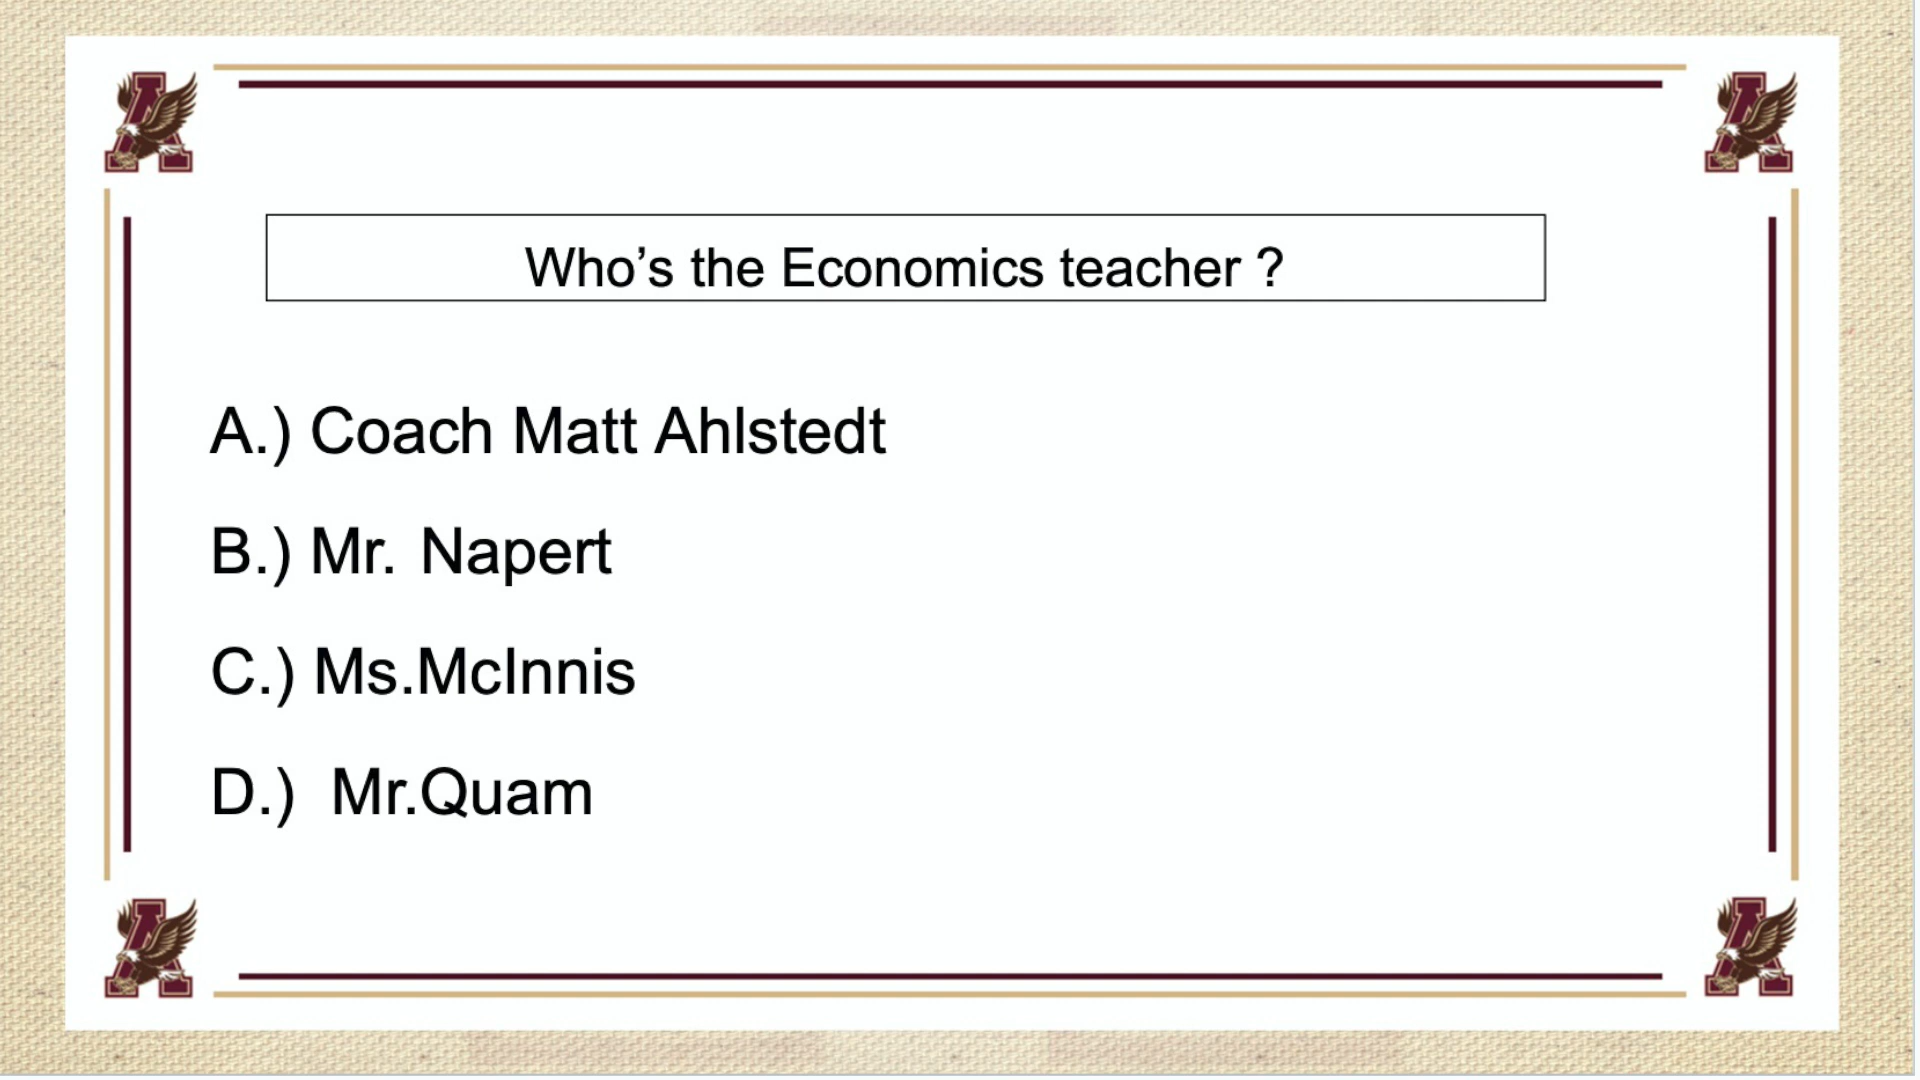 Who’s the Economics teacher ?
A.) Coach Matt Ahlstedt
B.) Mr. Napert
C.) Ms.McInnis
D.) Mr.Quam